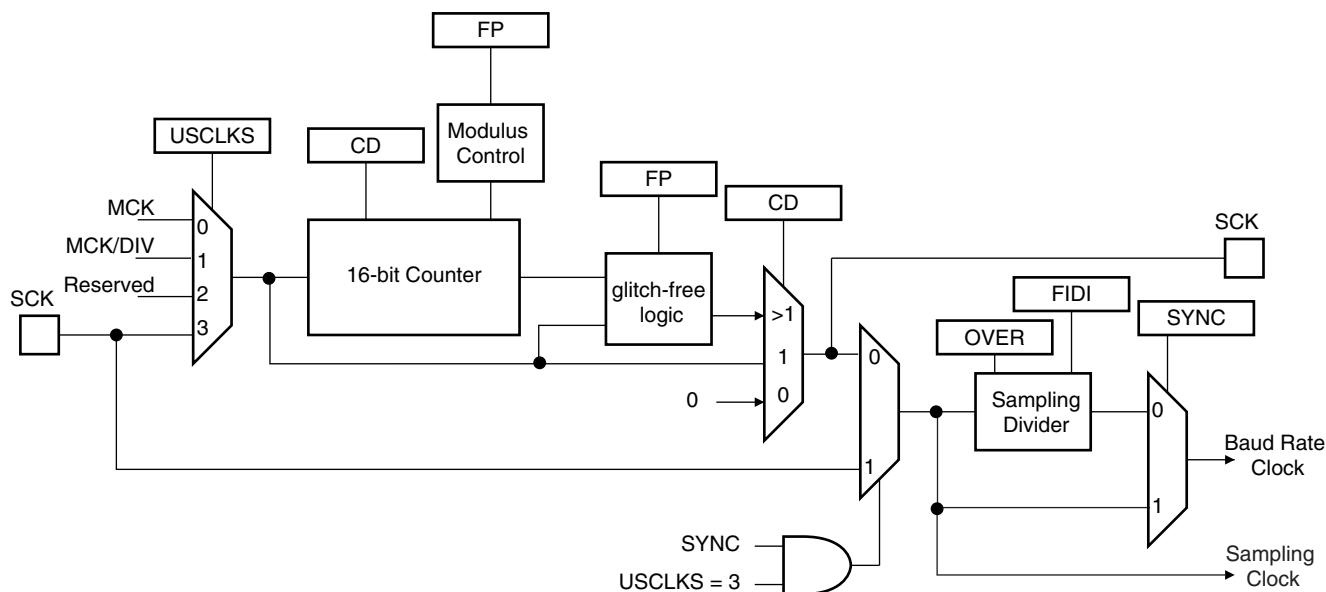 FP
USCLKS
CD
Modulus
Control
FP
CD
MCK
0
MCK/DIV
1
Reserved
2
SCK
3
16-bit Counter
glitch-free
logic
>1
1
0
0
SCK
FIDI
OVER
SYNC
0
1
Sampling
Divider
0
1
Baud Rate
Clock
SYNC
USCLKS = 3
Sampling
Clock